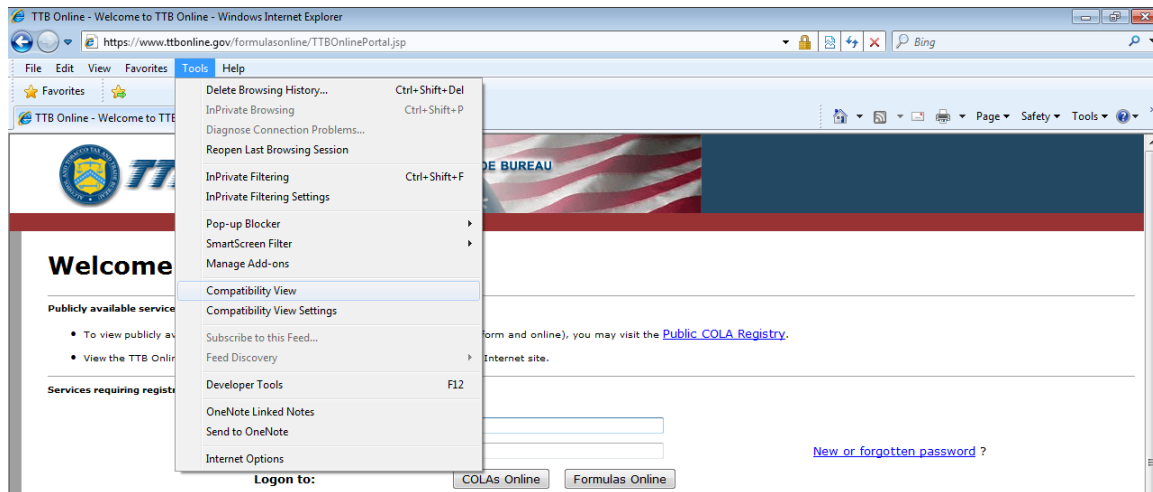 TTB Online - Welcome to TTB Online - Windows Internet Explorer
https://www.ttbonline.gov/formulasonline/TTBOnlinePortal.jsp Bing
File Edit View Favorites Tools Help
Favorites
TTB Online - Welcome to TTE Page Safety Tools
Delete Browsing History... Ctrl+Shift+Del
InPrivate Browsing Ctrl+Shift+P
Diagnose Connection Problems...
Reopen Last Browsing Session
InPrivate Filtering Ctrl+Shift+F
InPrivate Filtering Settings
Pop-up Blocker
SmartScreen Filter
Manage Add-ons
Compatibility View
Compatibility View Settings
Subscribe to this Feed...
Feed Discovery
Developer Tools F12
OneNote Linked Notes
Send to OneNote
Internet Options
DE BUREAU
Welcome
Publicly available service
To view publicly av form and online), you may visit the Public COLA Registry.
View the TTB Onlin Internet site.
Services requiring registr
New or forgotten password ?
Logon to: COLAs Online Formulas Online